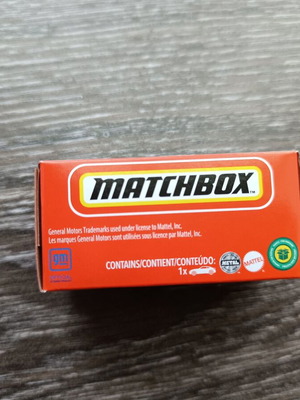 MATCHBOX
General Motors Trademarks used under license to Mattel, Inc.
Les marques General Motors sont utilisées sous licence par Mattel, Inc.
gm
CONTAINS/CONTIENT/CONTEÚDO:
1x
METAL
MATTEL